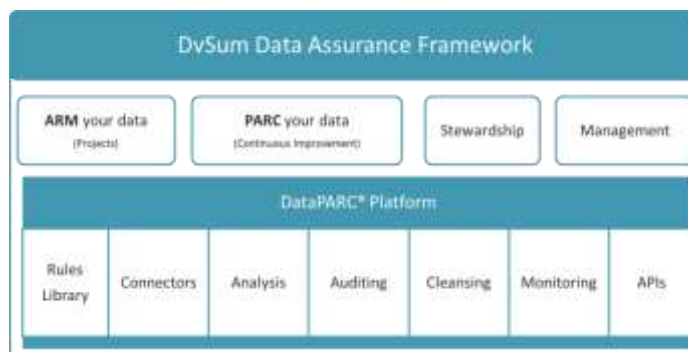 DvSum Data Assurance Framework
ARM your data
(Projects)
PARC your data
(Continuous Improvement)
Stewardship
Management
DataPARC® Platform
Rules
Library
Connectors
Analysis
Auditing
Cleansing
Monitoring
APIs